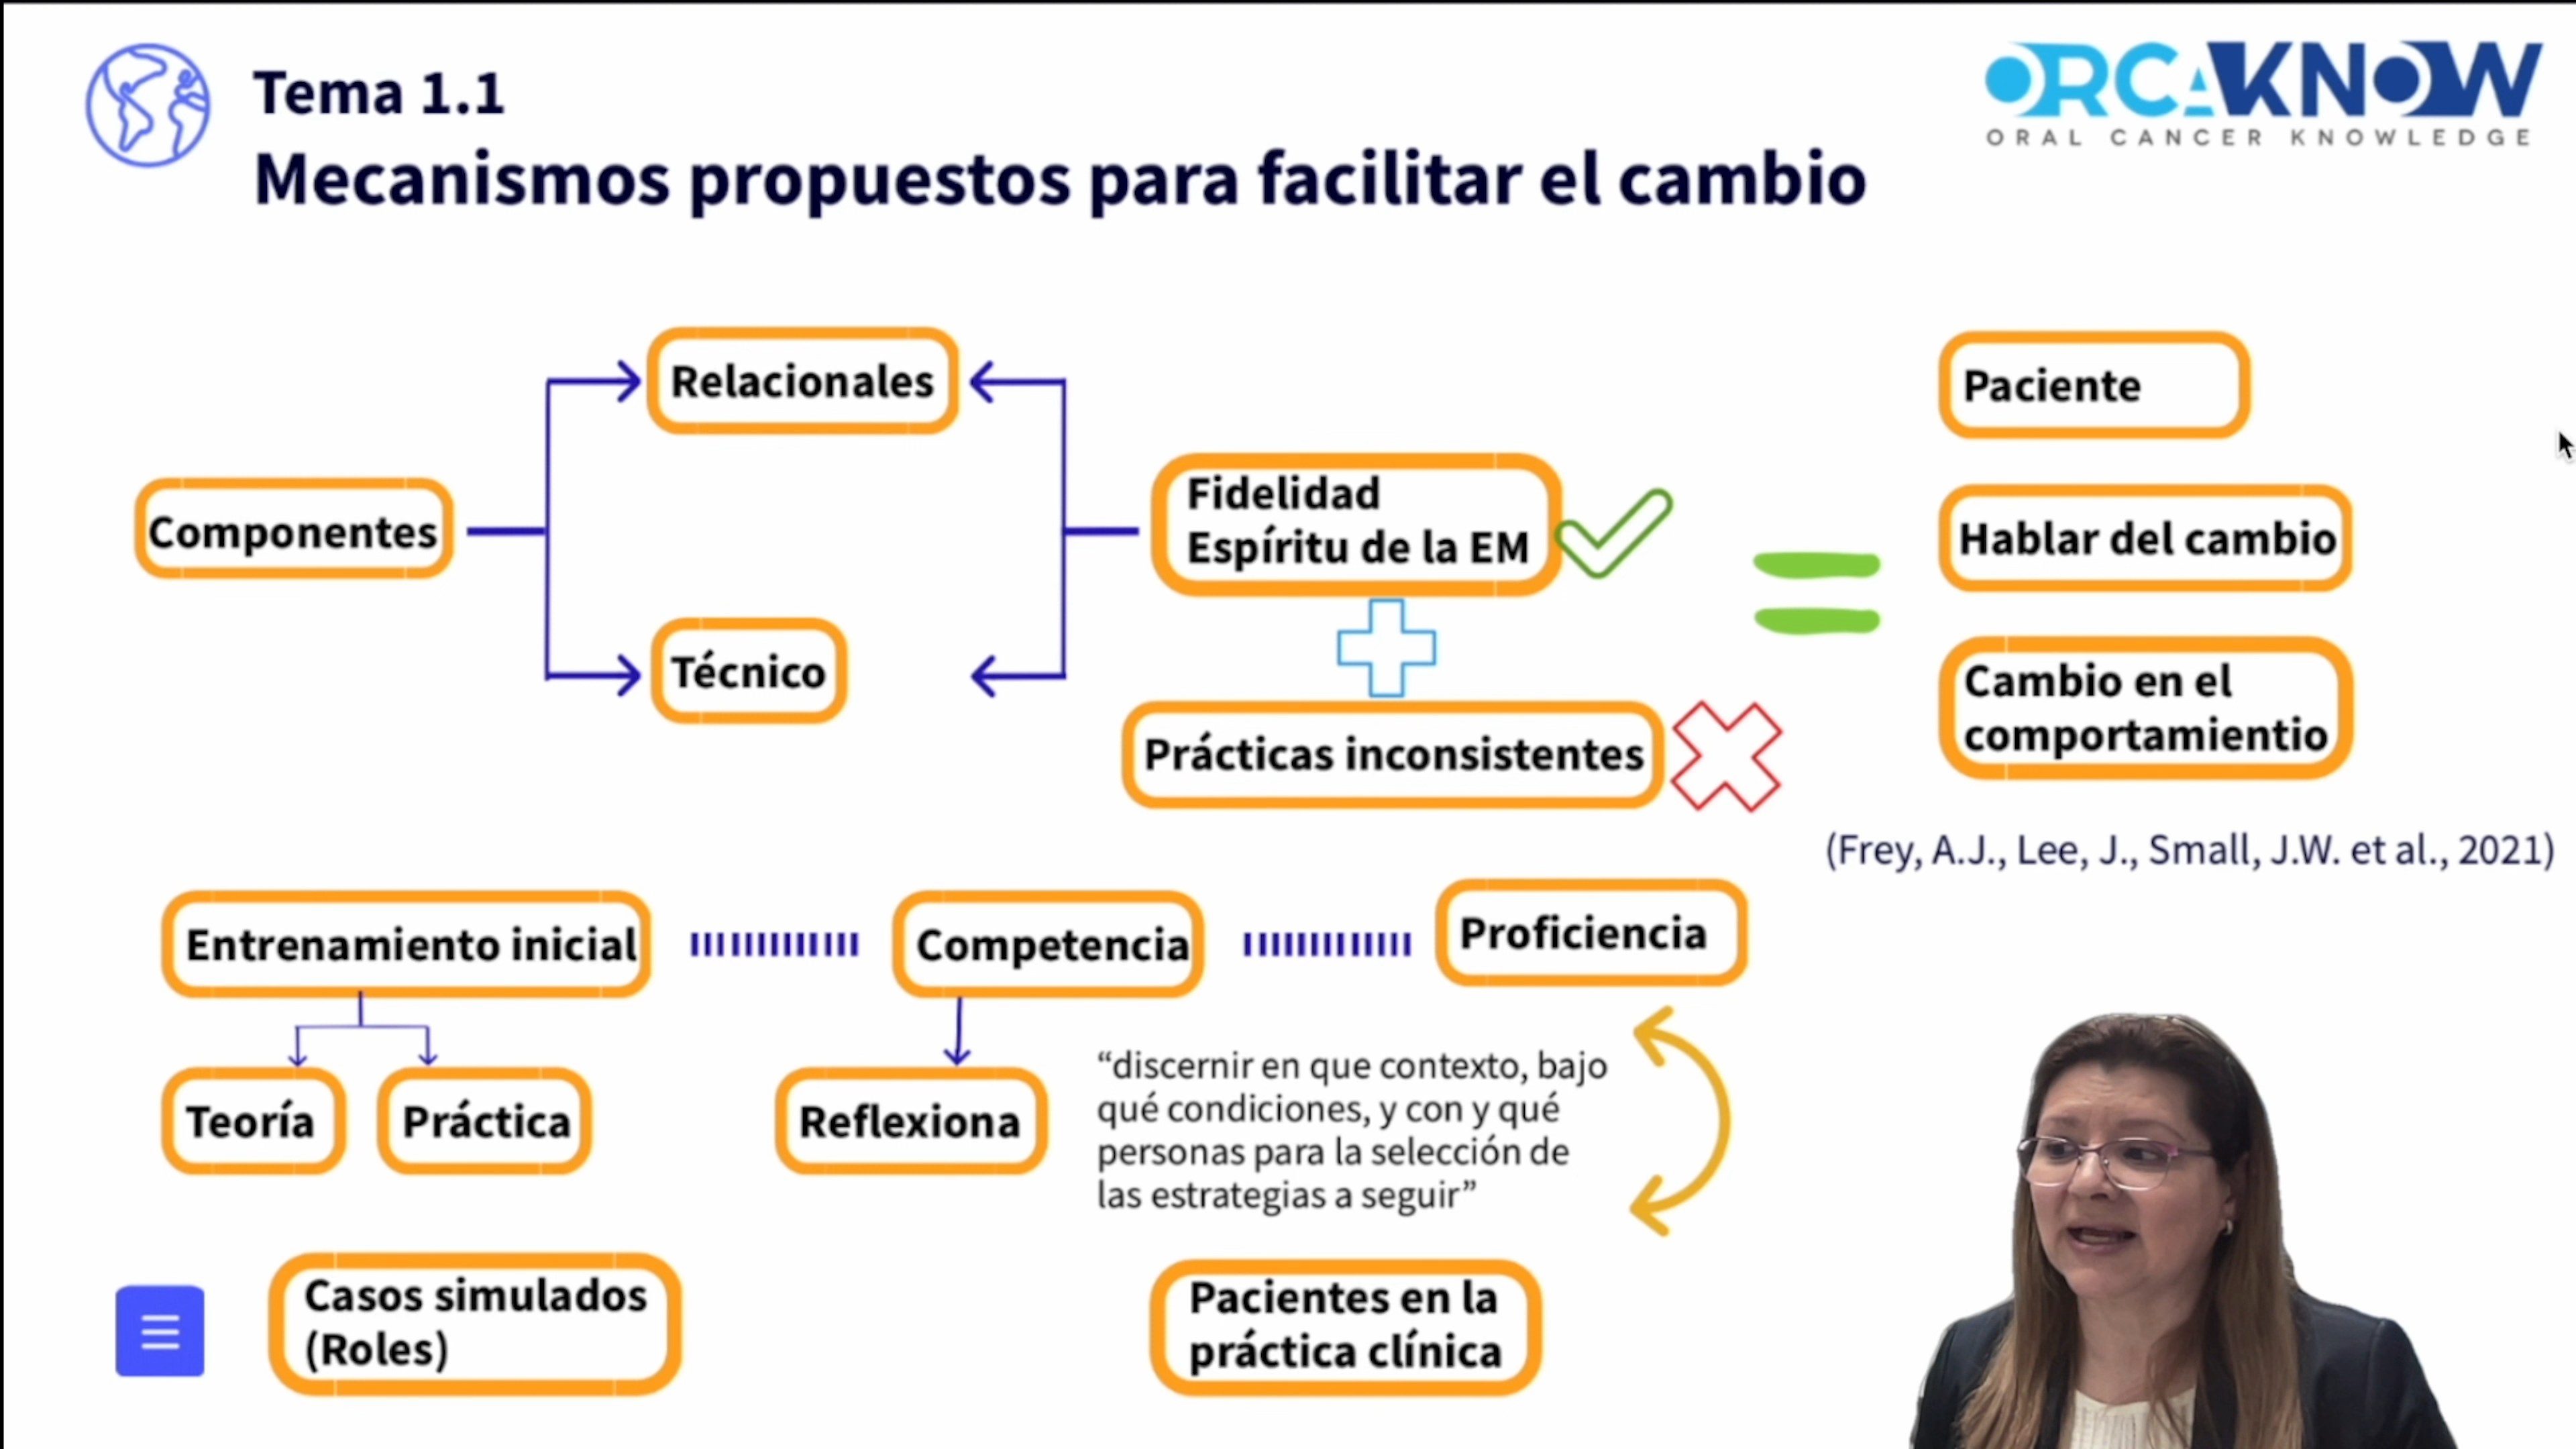 Tema 1.1
Mecanismos propuestos para facilitar el cambio
ORCAKNOW
ORAL CANCER KNOWLEDGE
Componentes
Relacionales
Técnico
Fidelidad
Espíritu de la EM
Prácticas inconsistentes
Paciente
Hablar del cambio
Cambio en el
comportamientio
(Frey, A.J., Lee, J., Small, J.W. et al., 2021)
Entrenamiento inicial
Competencia
Proficiencia
Teoría
Práctica
Reflexiona
“discernir en que contexto, bajo
qué condiciones, y con y qué
personas para la selección de
las estrategias a seguir”
Casos simulados
(Roles)
Pacientes en la
práctica clínica